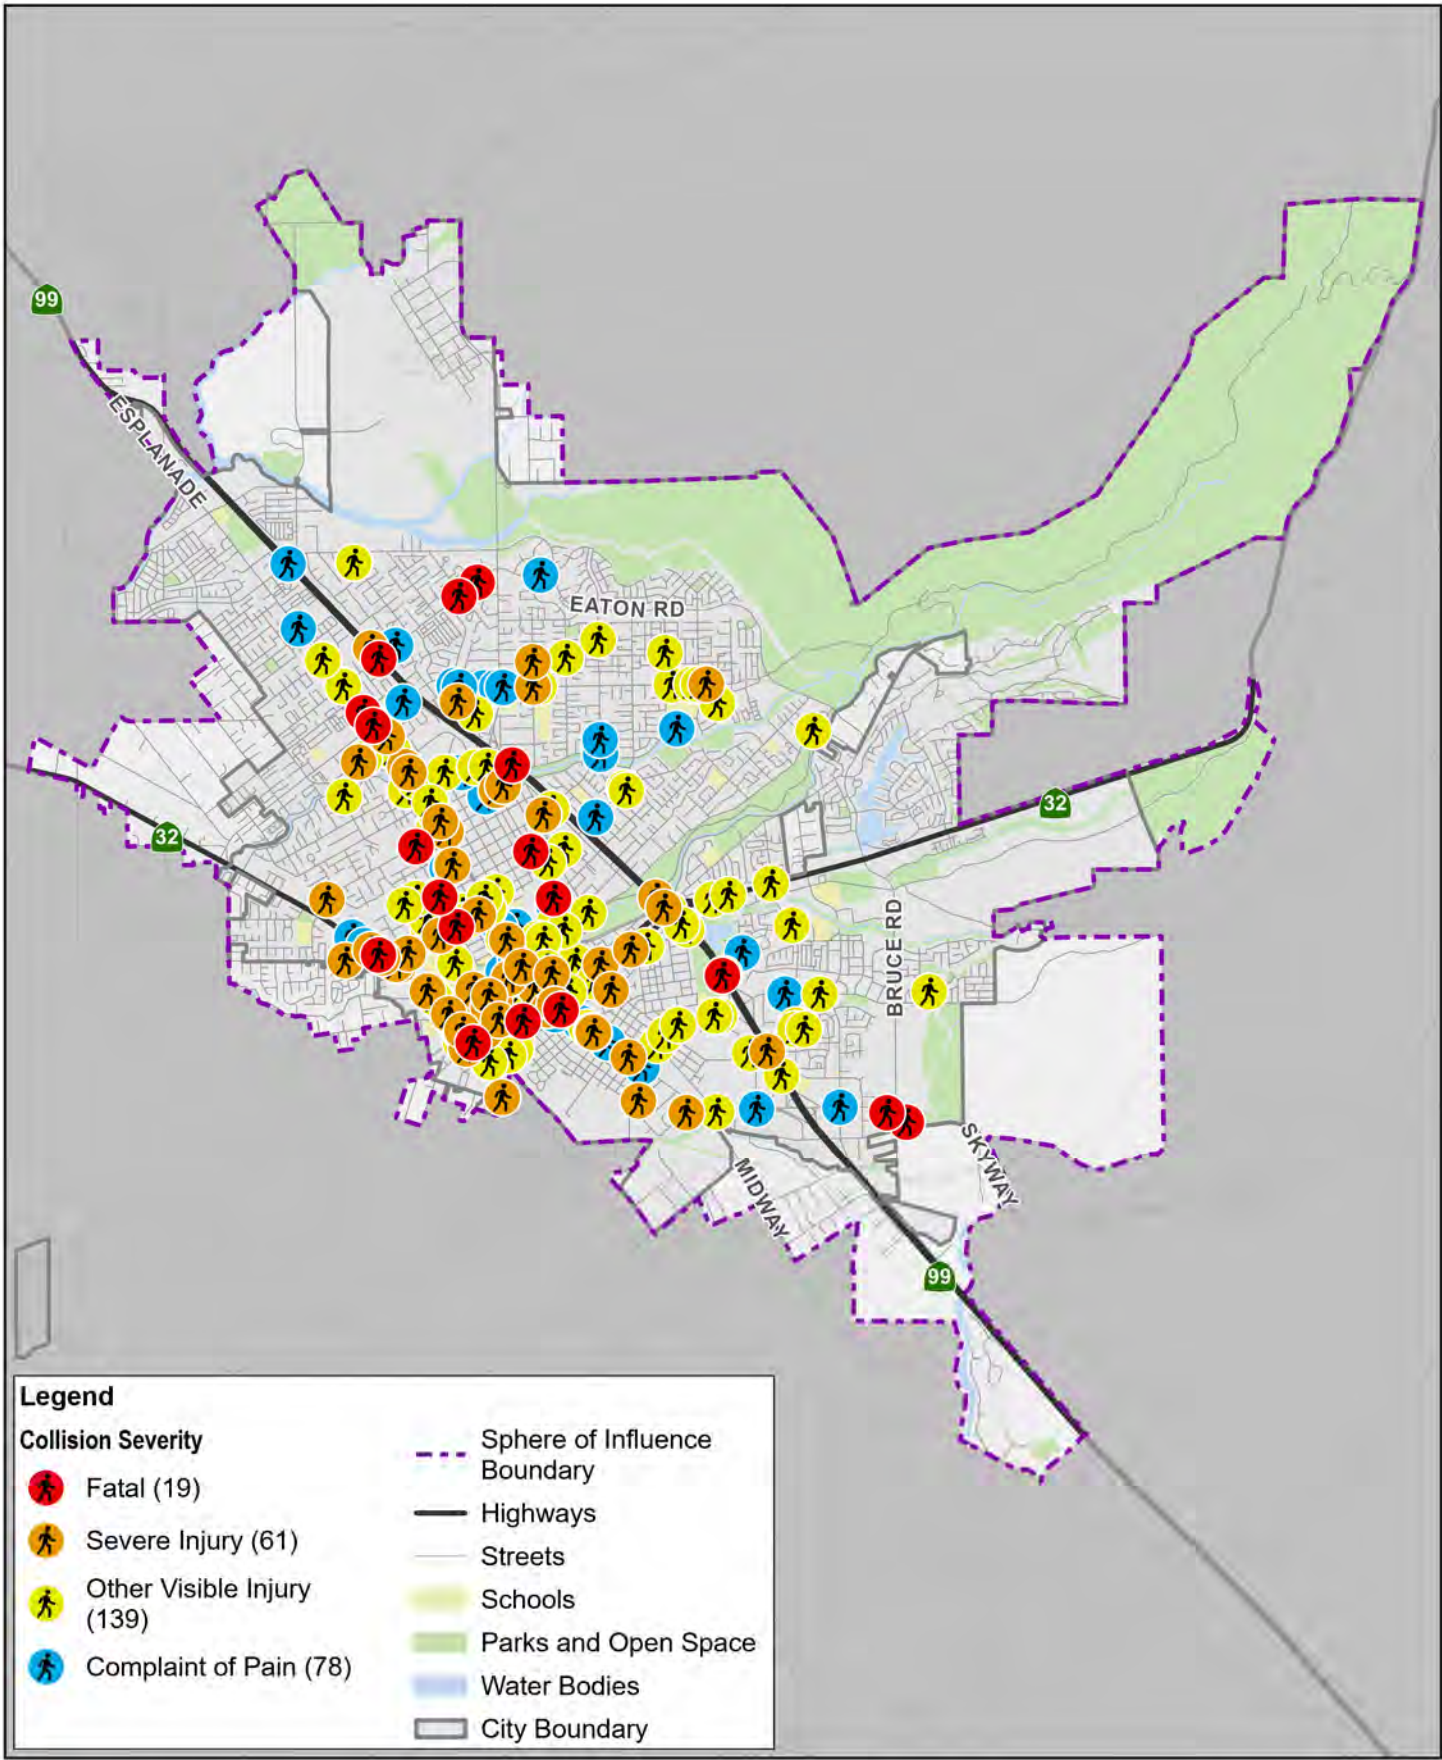 99
ESPLANADE
EATON RD
32
32
BRUCE RD
SKYWAY
MIDWAY
99
Legend
Collision Severity
Fatal (19)
Severe Injury (61)
Other Visible Injury
(139)
Complaint of Pain (78)
Sphere of Influence
Boundary
Highways
Streets
Schools
Parks and Open Space
Water Bodies
City Boundary